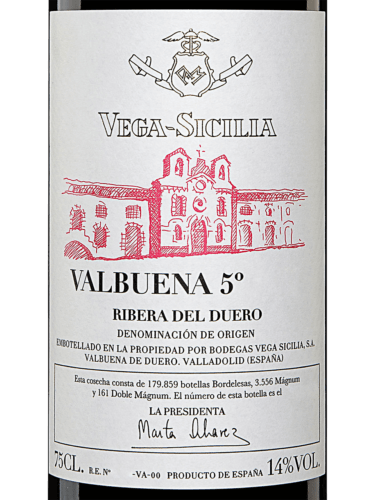 VEGA-SICILIA
VALBUENA 5º
RIBERA DEL DUERO
DENOMINACIÓN DE ORIGEN
EMBOTELLADO EN LA PROPIEDAD POR BODEGAS VEGA SICILIA, S.A.
VALBUENA DE DUERO. VALLADOLID (ESPAÑA)
Esta cosecha consta de 179.859 botellas Bordelesas, 3.556 Mágnum
y 161 Doble Mágnum. El número de esta botella es el
LA PRESIDENTA
Marta Álvarez
75CL. R.E. Nº -VA-00 PRODUCTO DE ESPAÑA 14%VOL.